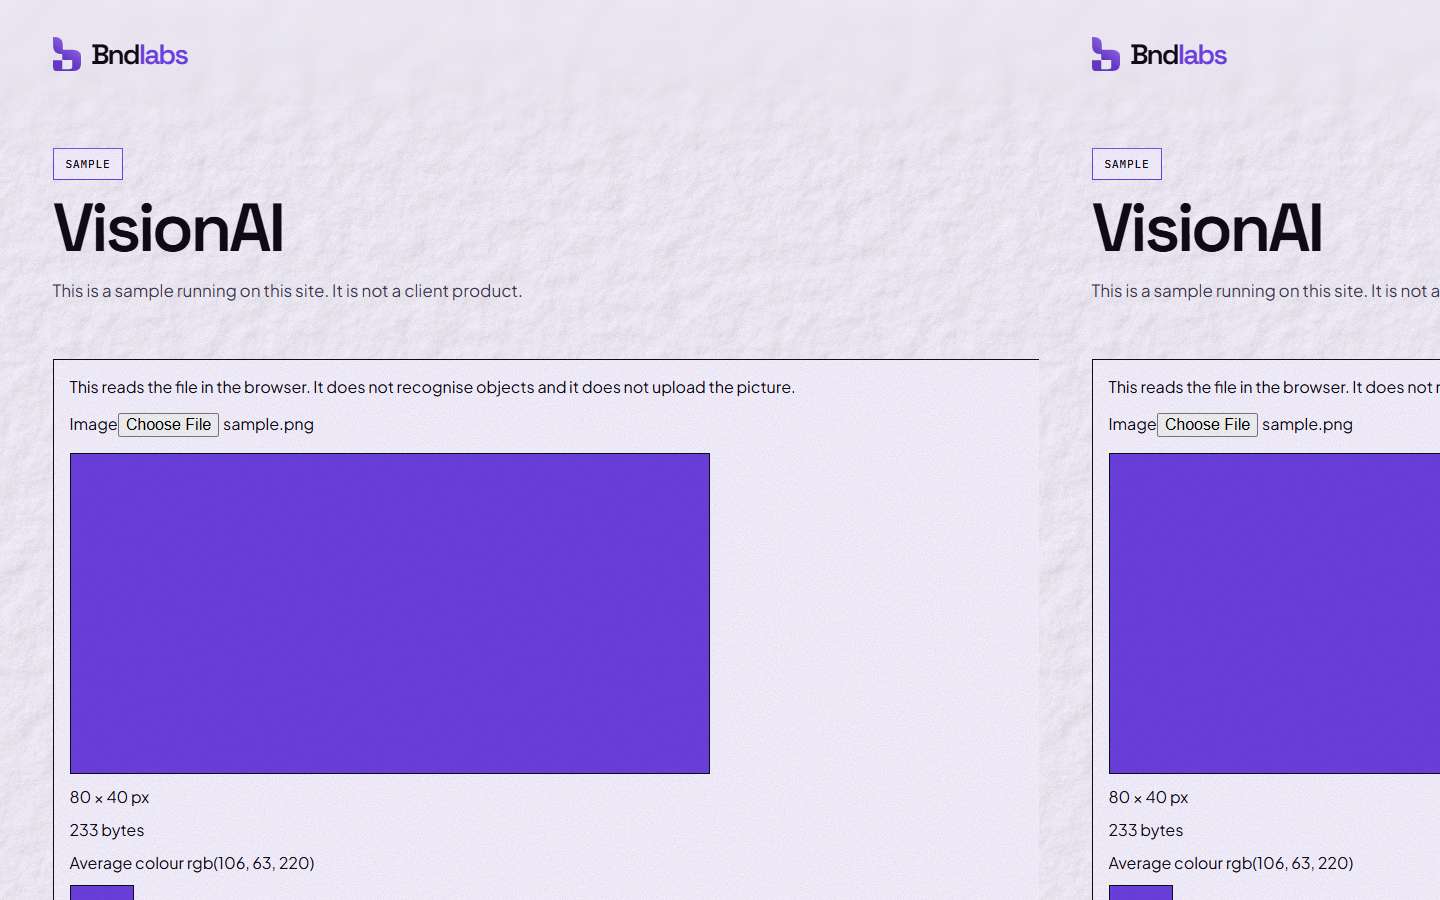 Bndlabs
SAMPLE
VisionAI
This is a sample running on this site. It is not a client product.
This reads the file in the browser. It does not recognise objects and it does not upload the picture.
Image Choose File sample.png
80 × 40 px
233 bytes
Average colour rgb(106, 63, 220)
Bndlabs
SAMPLE
VisionAI
This is a sample running on this site. It is not a
This reads the file in the browser. It does not
Image Choose File sample.png
80 × 40 px
233 bytes
Average colour rgb(106, 63, 220)